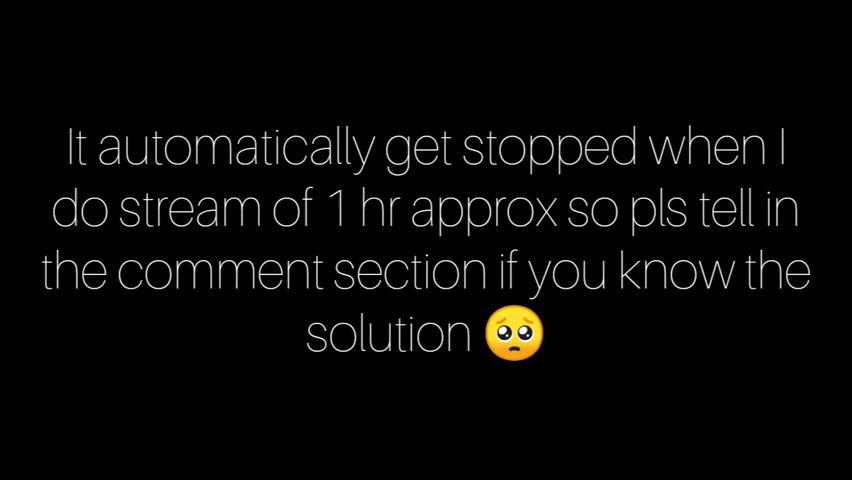 It automatically get stopped when I
do stream of 1 hr approx so pls tell in
the comment section if you know the
solution 🥺